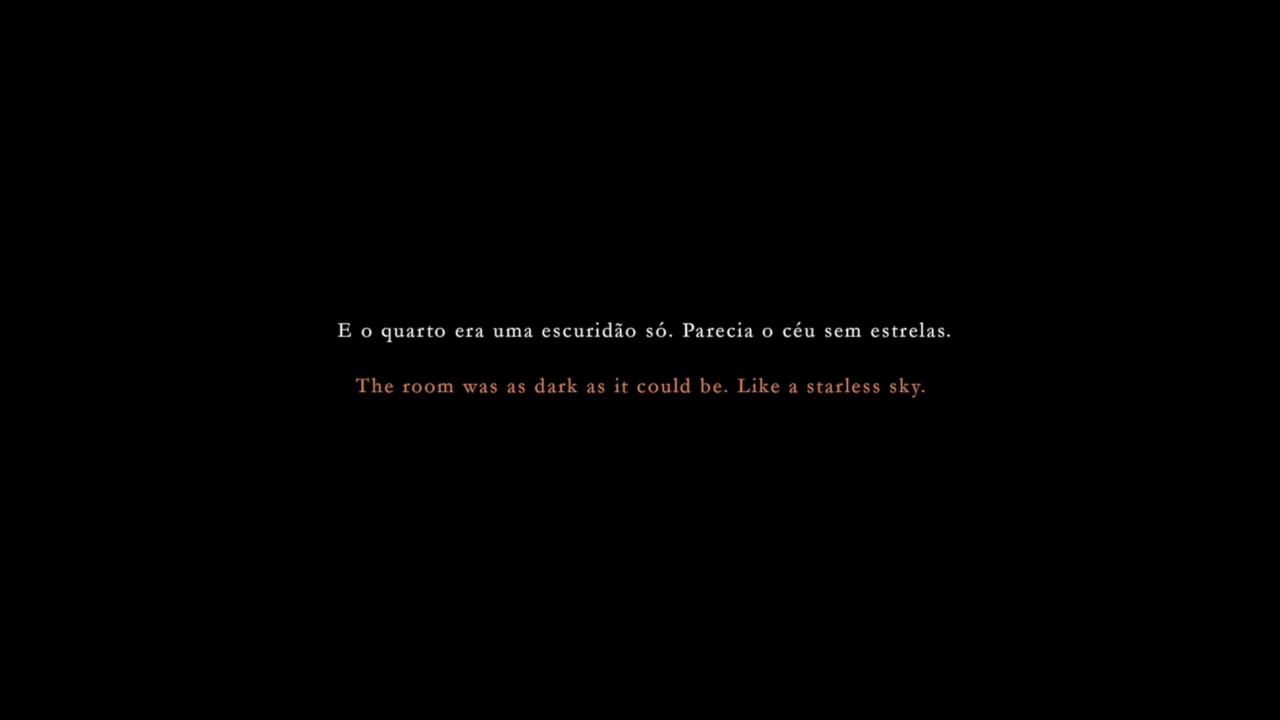 E o quarto era uma escuridão só. Parecia o céu sem estrelas.
The room was as dark as it could be. Like a starless sky.